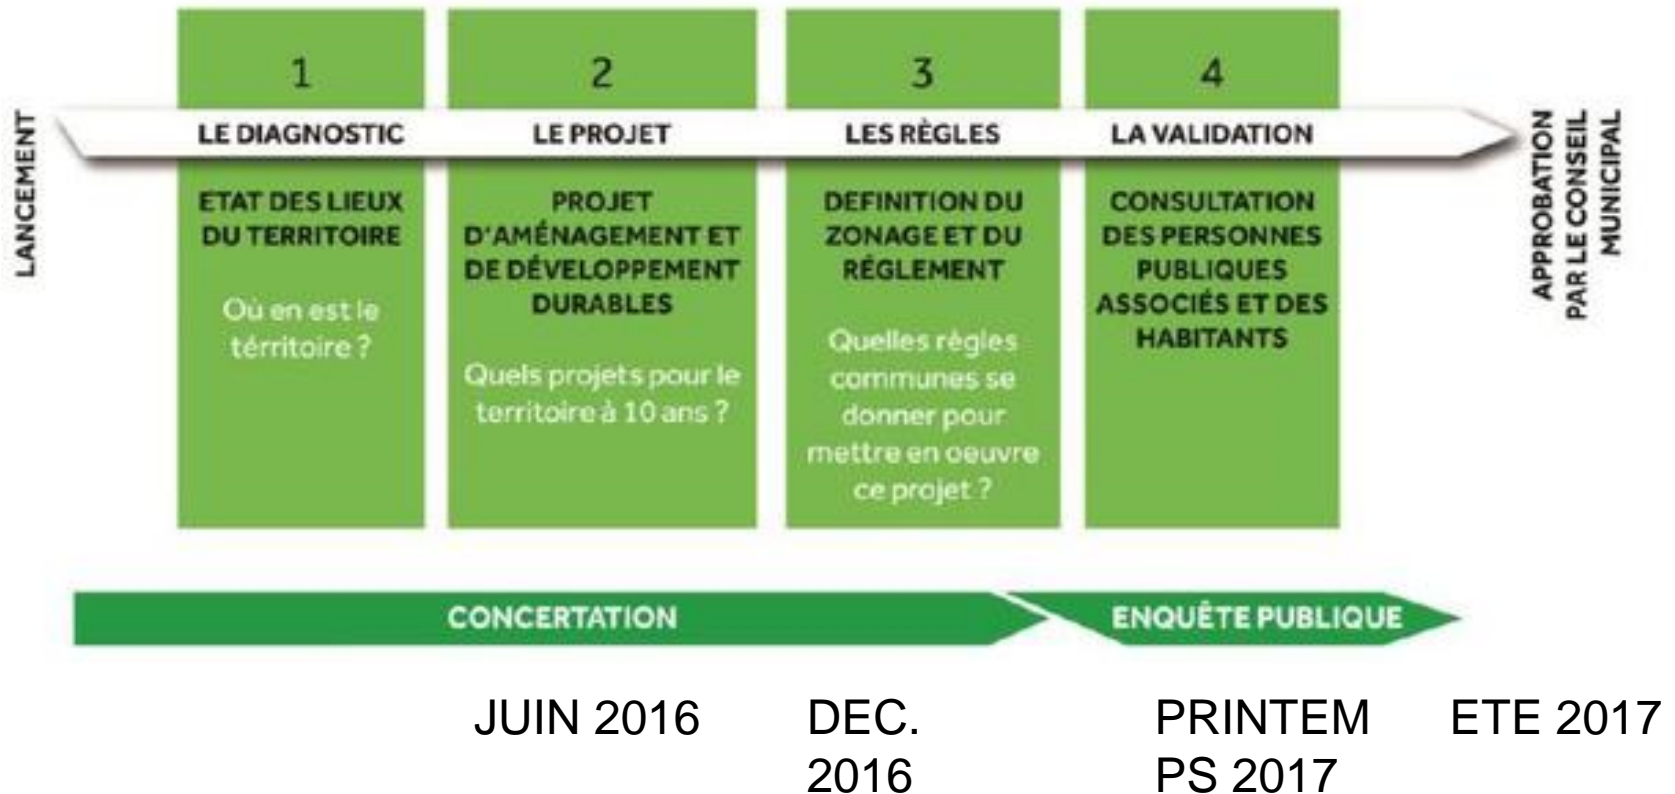 LANCEMENT
1
LE DIAGNOSTIC
ETAT DES LIEUX
DU TERRITOIRE
Où en est le
térritoire ?
2
LE PROJET
PROJET
D'AMÉNAGEMENT ET
DE DÉVELOPPEMENT
DURABLES
Quels projets pour le
territoire à 10 ans ?
3
LES RÈGLES
DEFINITION DU
ZONAGE ET DU
RÉGLEMENT
Quelles règles
communes se
donner pour
mettre en oeuvre
ce projet ?
4
LA VALIDATION
CONSULTATION
DES PERSONNES
PUBLIQUES
ASSOCIÉS ET DES
HABITANTS
APPROBATION
PAR LE CONSEIL
MUNICIPAL
CONCERTATION
ENQUÊTE PUBLIQUE
JUIN 2016
DEC.
2016
PRINTEM
PS 2017
ETE 2017